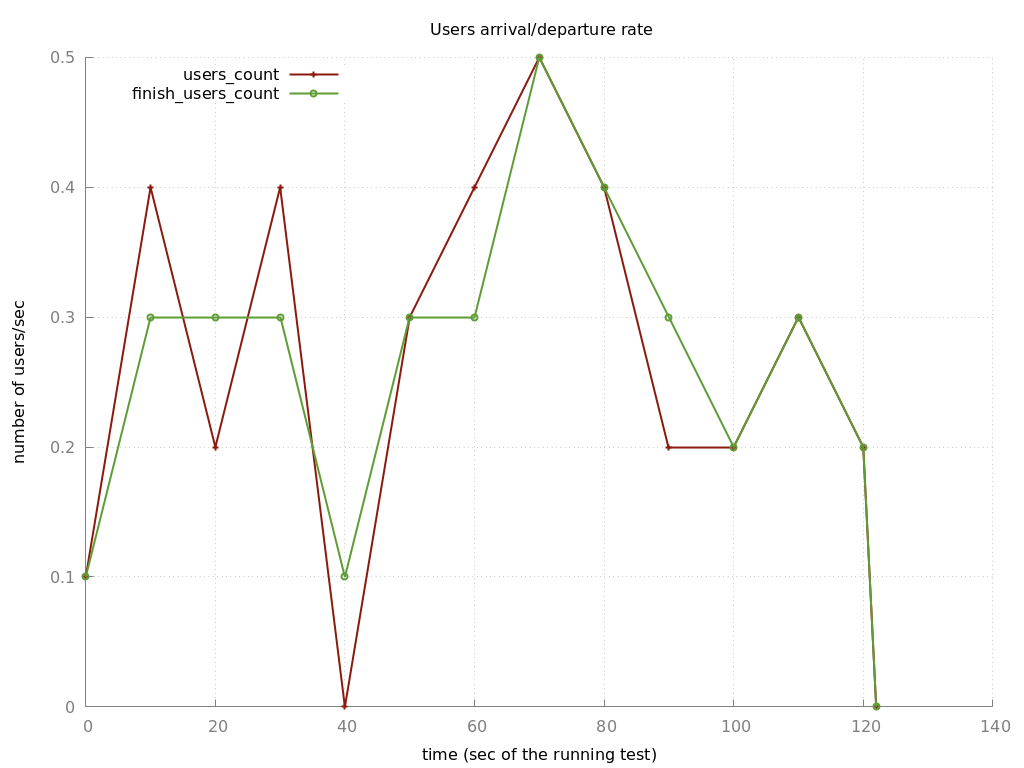 Users arrival/departure rate
users_count
finish_users_count
0.5
0.4
0.3
0.2
0.1
0
number of users/sec
0 20 40 60 80 100 120 140
time (sec of the running test)